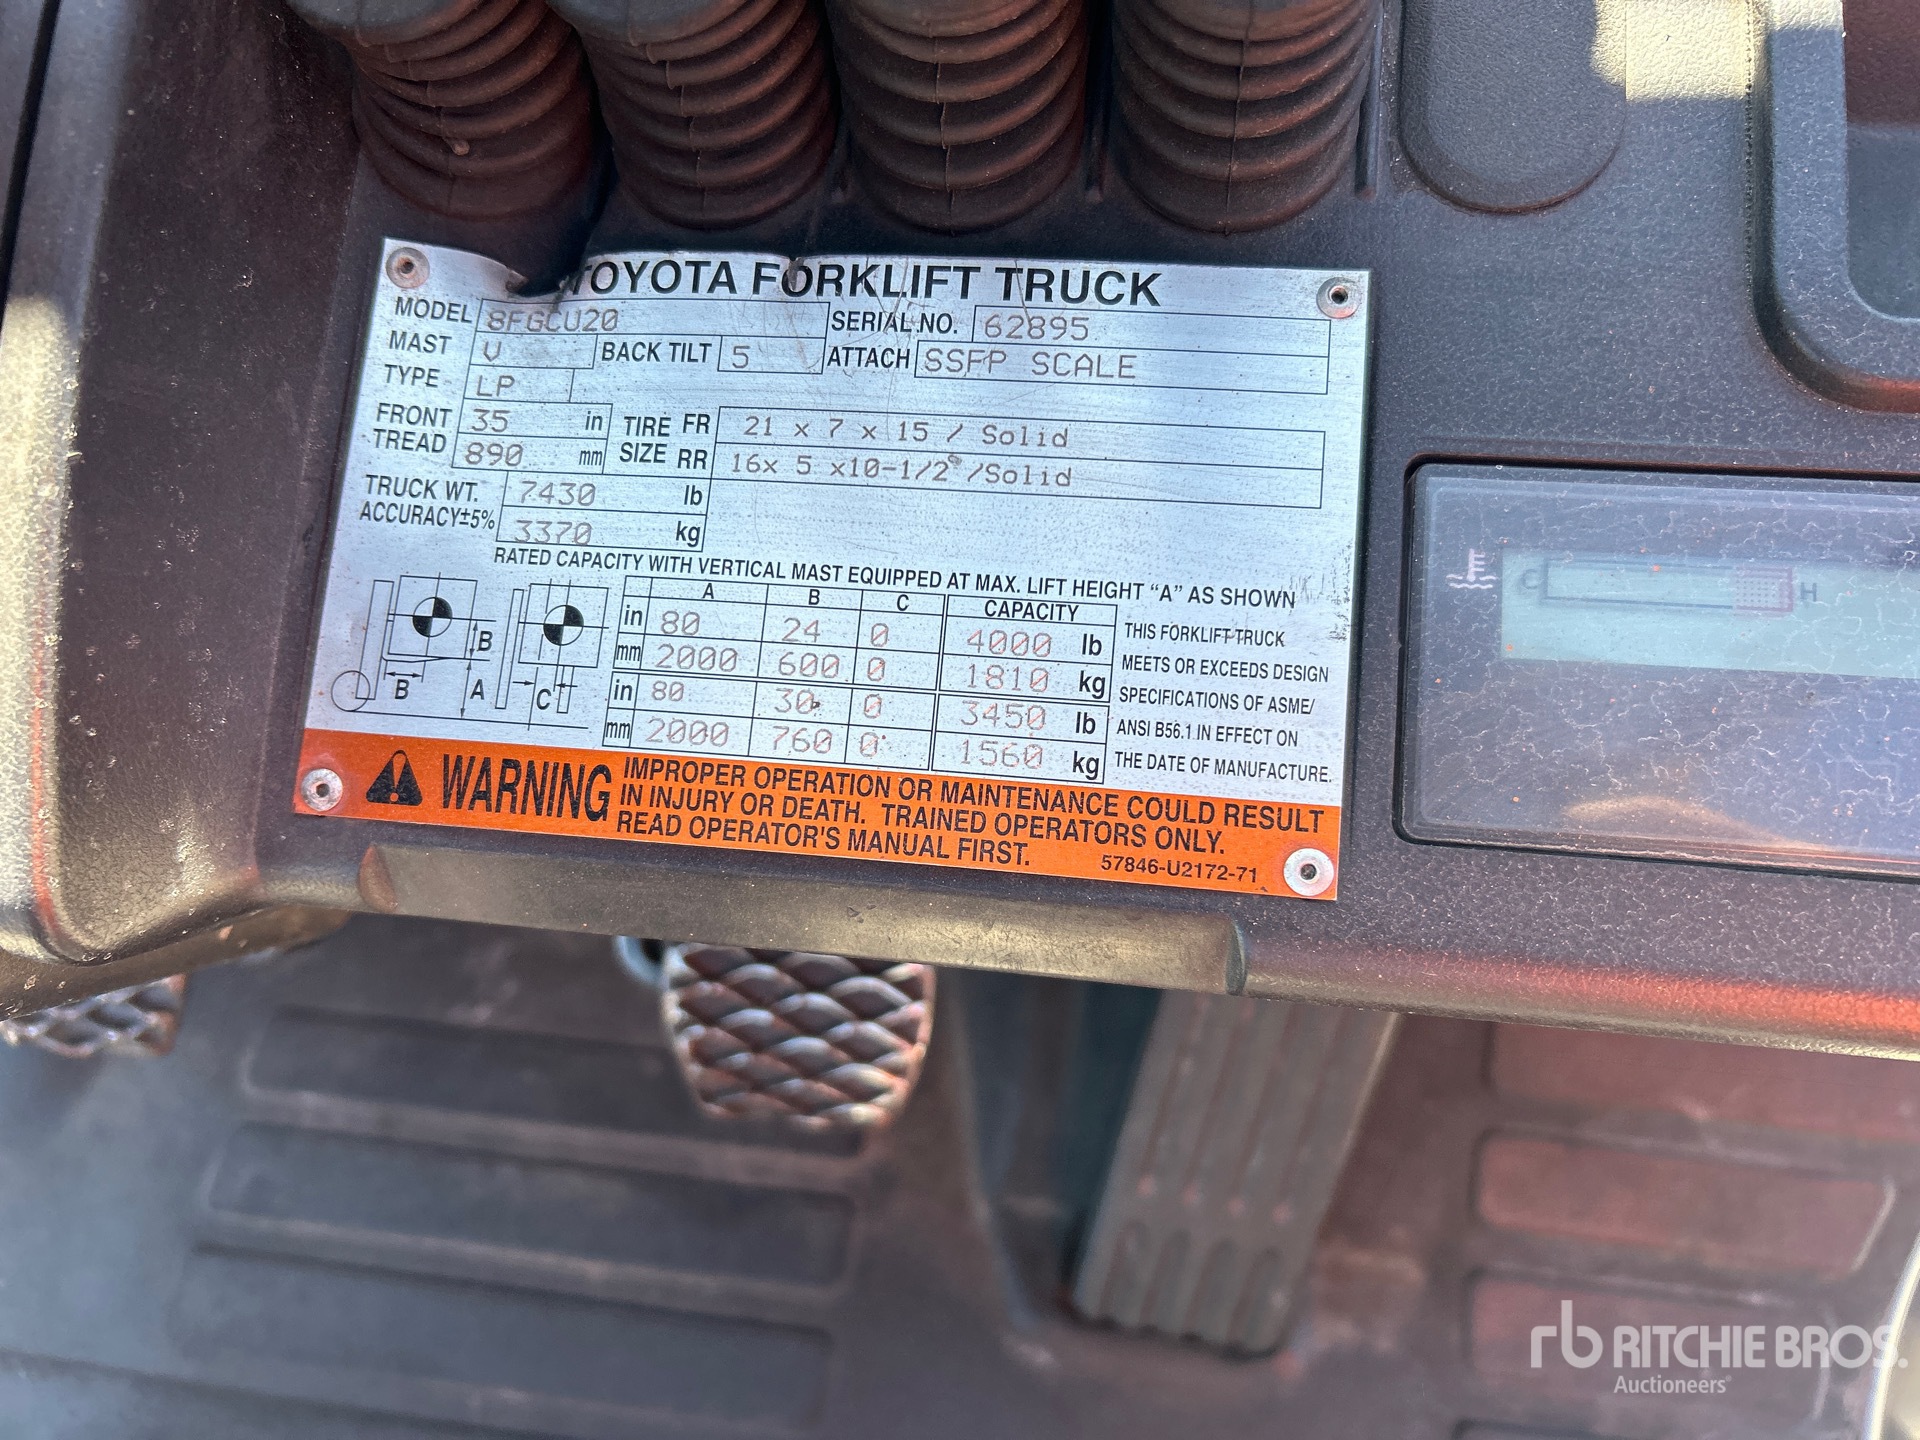 TOYOTA FORKLIFT TRUCK
MODEL 8FGCU20 SERIAL NO. 62895
MAST V BACK TILT 5 ATTACH SSFP SCALE
TYPE LP
FRONT TREAD 35 in TIRE SIZE FR 21 x 7 x 15 / Solid
890 mm RR 16x 5 x10-1/2 /Solid
TRUCK WT. 7430 lb
ACCURACY±5% 3370 kg
RATED CAPACITY WITH VERTICAL MAST EQUIPPED AT MAX. LIFT HEIGHT "A" AS SHOWN
A B C CAPACITY
in 80 24 0 4000 lb
mm 2000 600 0 1810 kg
in 80 30 0 3450 lb
mm 2000 760 0 1560 kg
B B A C
THIS FORKLIFT TRUCK
MEETS OR EXCEEDS DESIGN
SPECIFICATIONS OF ASME/
ANSI B56.1 IN EFFECT ON
THE DATE OF MANUFACTURE.
WARNING IMPROPER OPERATION OR MAINTENANCE COULD RESULT
IN INJURY OR DEATH. TRAINED OPERATORS ONLY.
READ OPERATOR'S MANUAL FIRST.
57846-U2172-71
C H
rb RITCHIE BROS.
Auctioneers